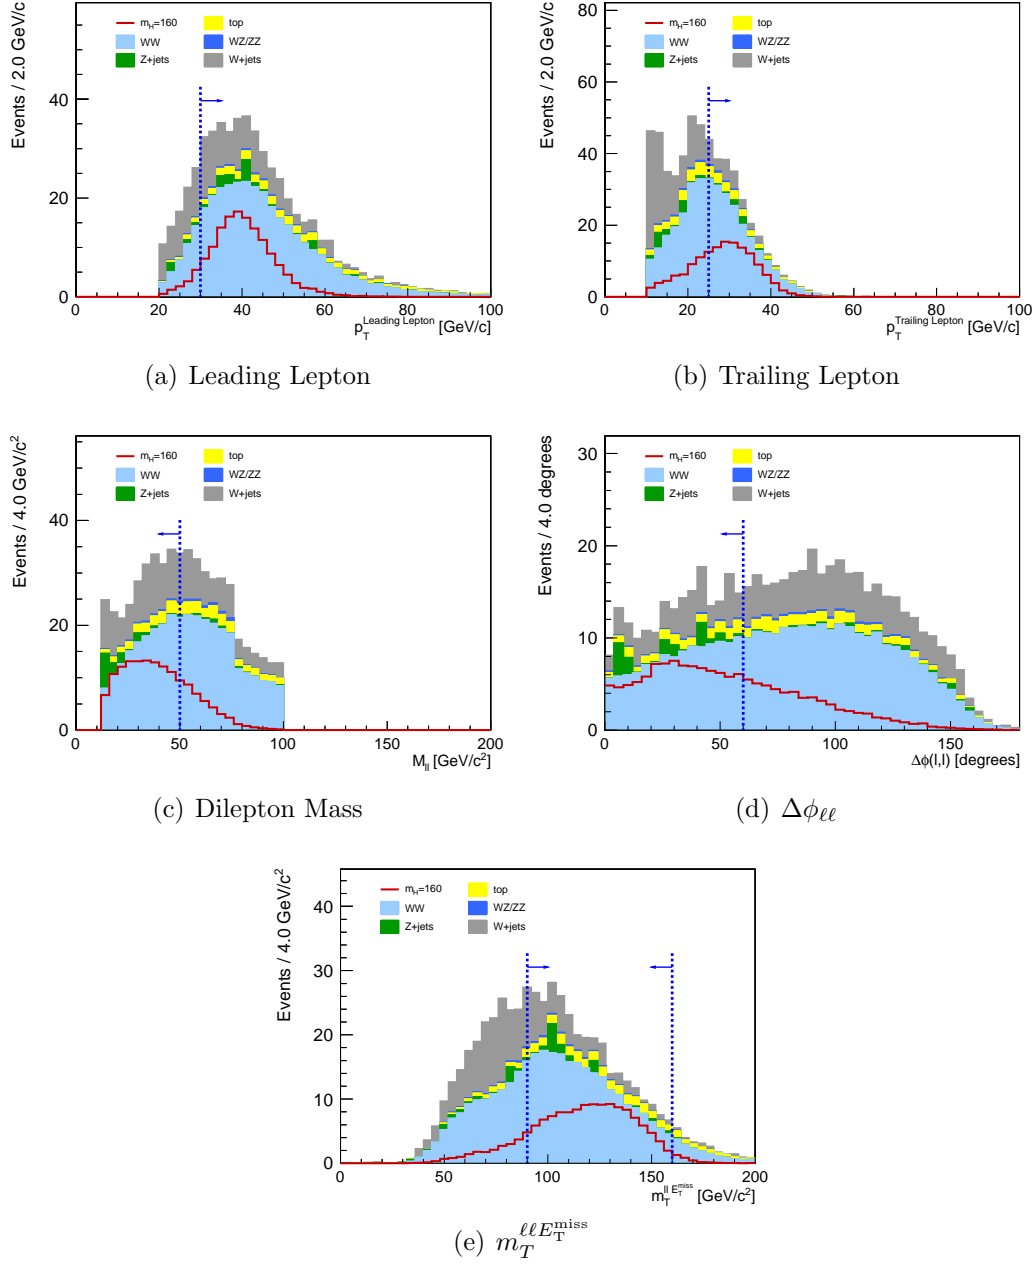 Events / 2.0 GeV/c
m_H=160
top
WW
WZ/ZZ
Z+jets
W+jets
40
20
0
0 20 40 60 80 100
p_T^Leading Lepton [GeV/c]
(a) Leading Lepton
Events / 2.0 GeV/c
m_H=160
top
WW
WZ/ZZ
Z+jets
W+jets
80
60
40
20
0
0 20 40 60 80 100
p_T^Trailing Lepton [GeV/c]
(b) Trailing Lepton
Events / 4.0 GeV/c²
m_H=160
top
WW
WZ/ZZ
Z+jets
W+jets
40
20
0
0 50 100 150 200
M_ll [GeV/c²]
(c) Dilepton Mass
Events / 4.0 degrees
m_H=160
top
WW
WZ/ZZ
Z+jets
W+jets
30
20
10
0
0 50 100 150
Δϕ(l,l) [degrees]
(d) Δϕ_ℓℓ
Events / 4.0 GeV/c²
m_H=160
top
WW
WZ/ZZ
Z+jets
W+jets
40
30
20
10
0
0 50 100 150 200
m_T^ll E_T^miss [GeV/c²]
(e) m_T^ℓℓE_T^miss